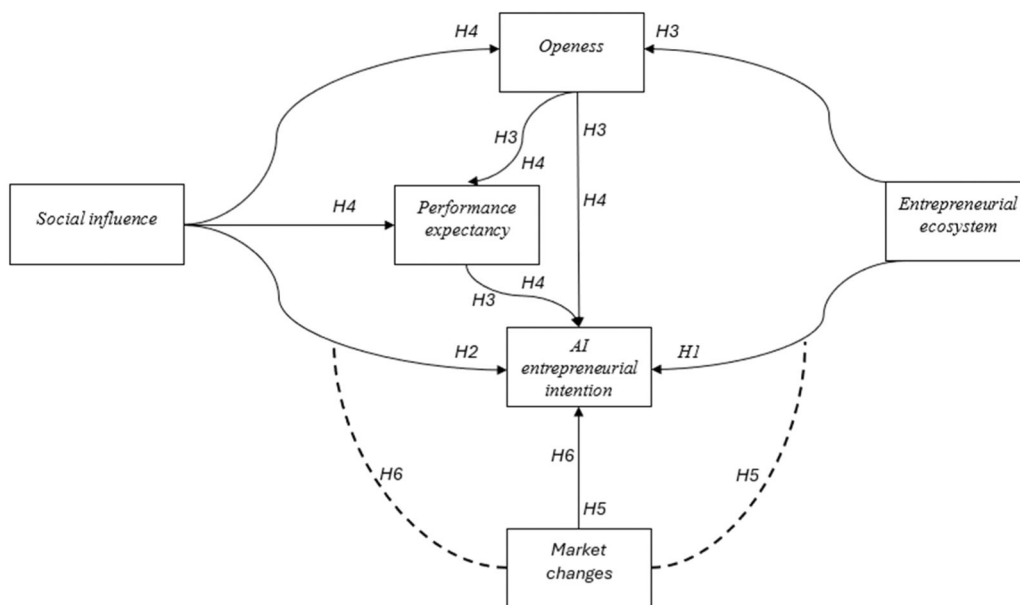 H4
Openess
H3
H3
H3
H4
H4
Social influence
H4
Performance
expectancy
Entrepreneurial
ecosystem
H4
H3
H2
AI
entrepreneurial
intention
H1
H6
H6
H5
H5
Market
changes